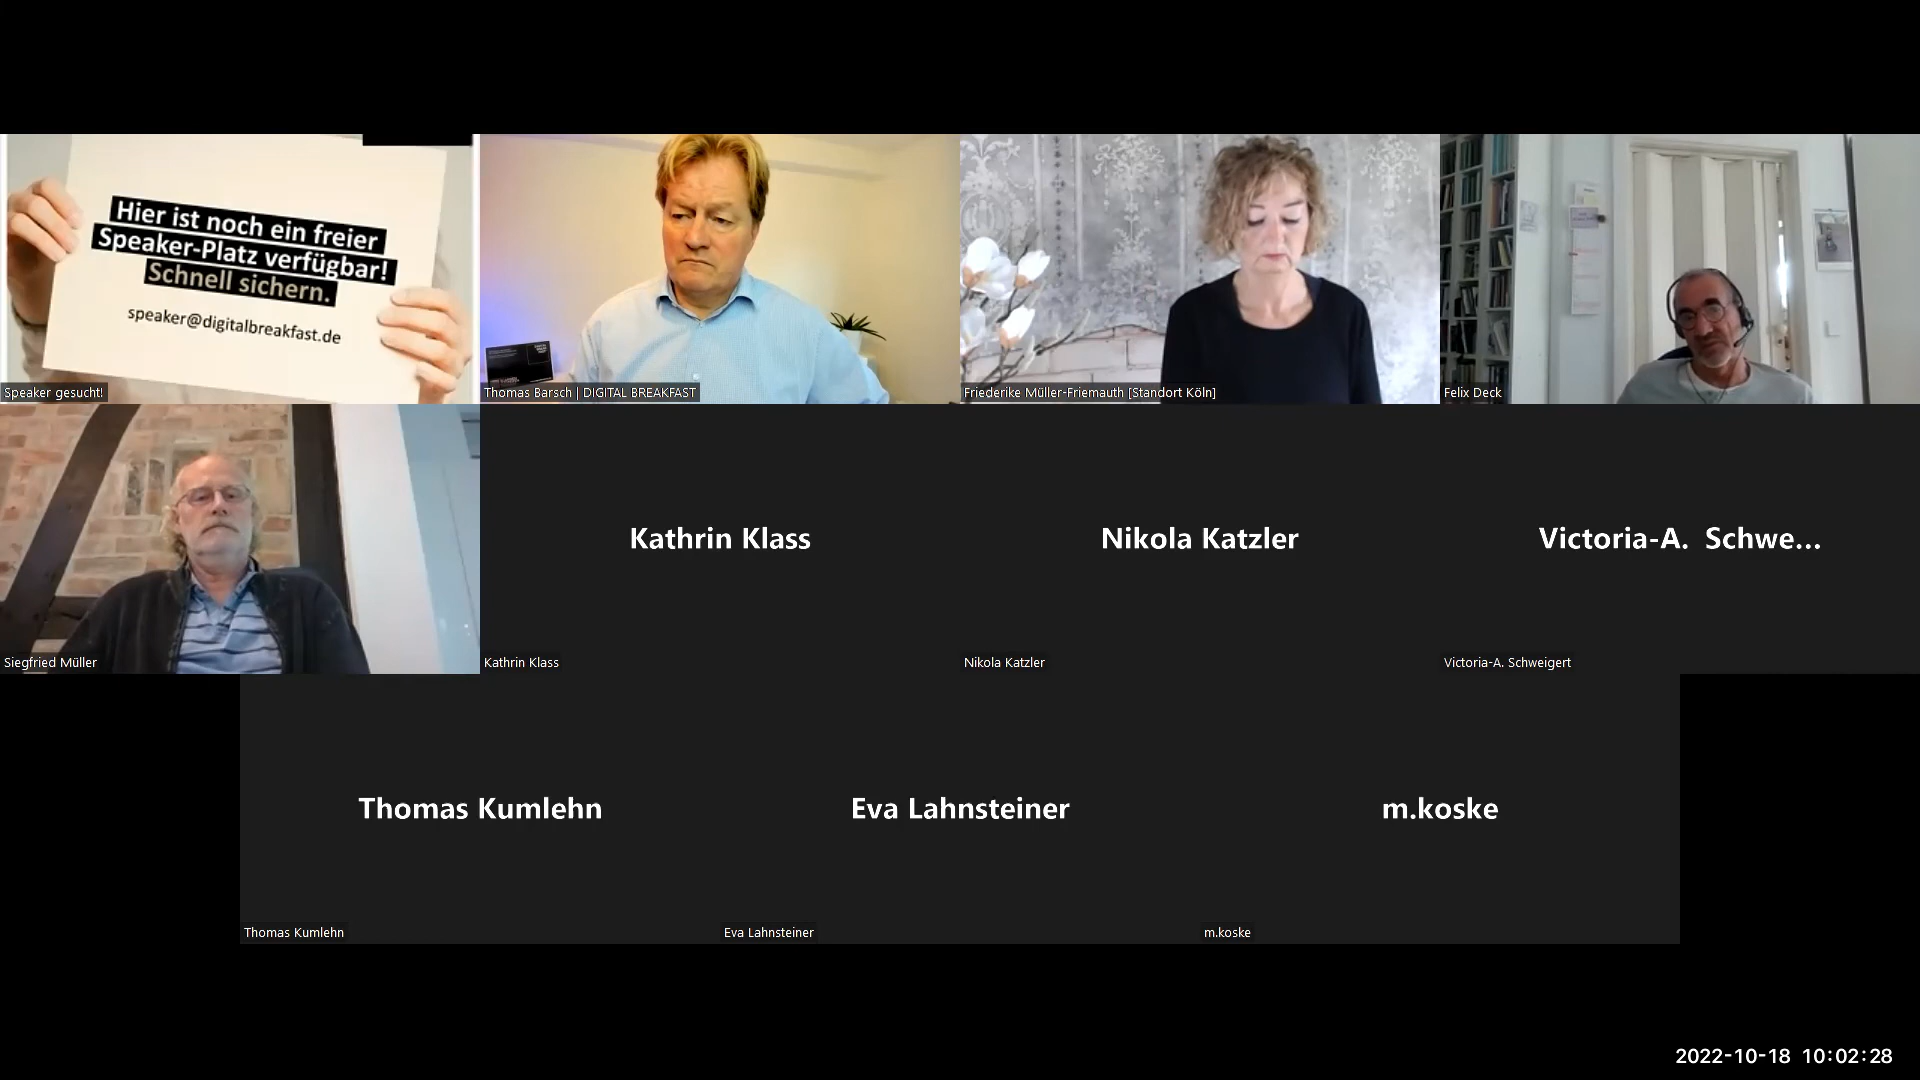 Hier ist noch ein freier
Speaker-Platz verfügbar!
Schnell sichern.
speaker@digitalbreakfast.de
Speaker gesucht!
Thomas Barsch | DIGITAL BREAKFAST
Friederike Müller-Friemauth [Standort Köln]
Felix Deck
Siegfried Müller
Kathrin Klass
Kathrin Klass
Nikola Katzler
Nikola Katzler
Victoria-A. Schwe...
Victoria-A. Schweigert
Thomas Kumlehn
Thomas Kumlehn
Eva Lahnsteiner
Eva Lahnsteiner
m.koske
m.koske
2022-10-18 10:02:28